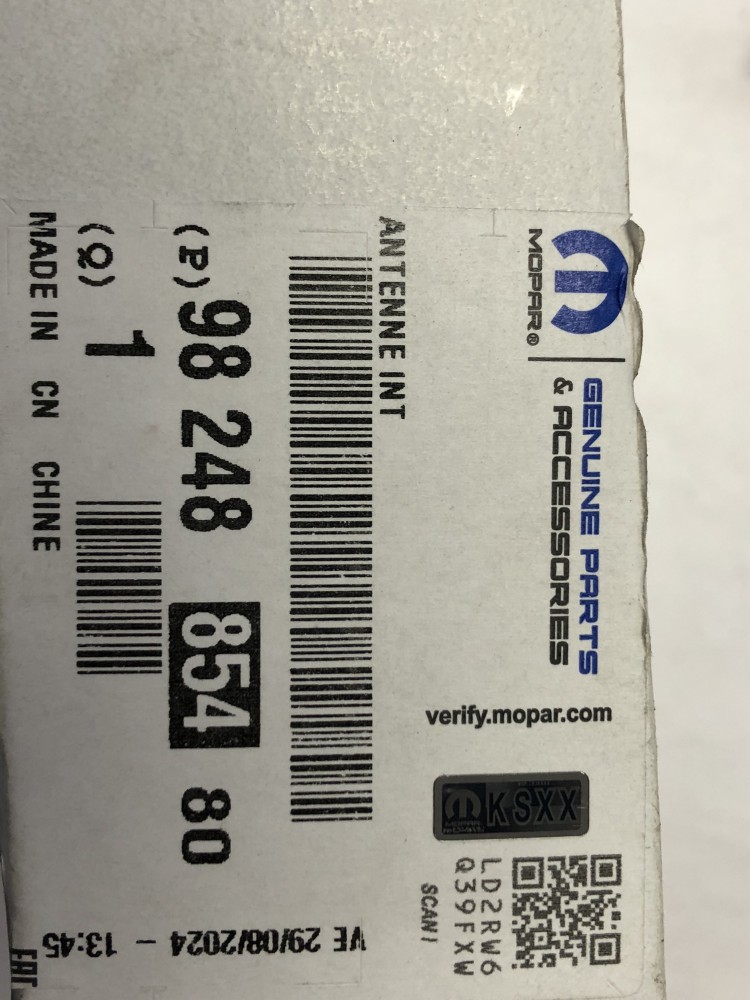 MOPAR®
GENUINE PARTS
& ACCESSORIES
verify.mopar.com
KSXX
LD2RW6
Q39FXW
SCAN
ANTENNE INT
(P) 98 248 854 80
(Q) 1
MADE IN CN CHINE
VE 29/08/2024 - 13:45